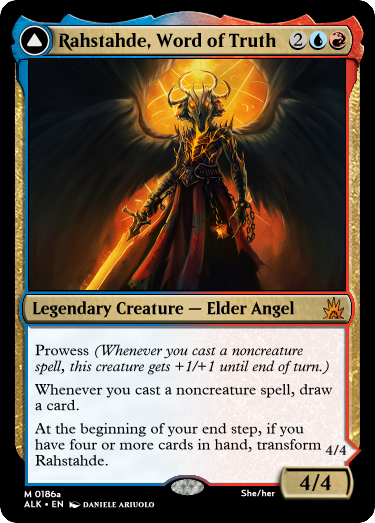 Rahstahde, Word of Truth 2
Legendary Creature — Elder Angel
Prowess (Whenever you cast a noncreature
spell, this creature gets +1/+1 until end of turn.)
Whenever you cast a noncreature spell, draw
a card.
At the beginning of your end step, if you
have four or more cards in hand, transform
Rahstahde.
4/4
4/4
M 0186a
ALK • EN DANIELE ARIUOLO
She/her